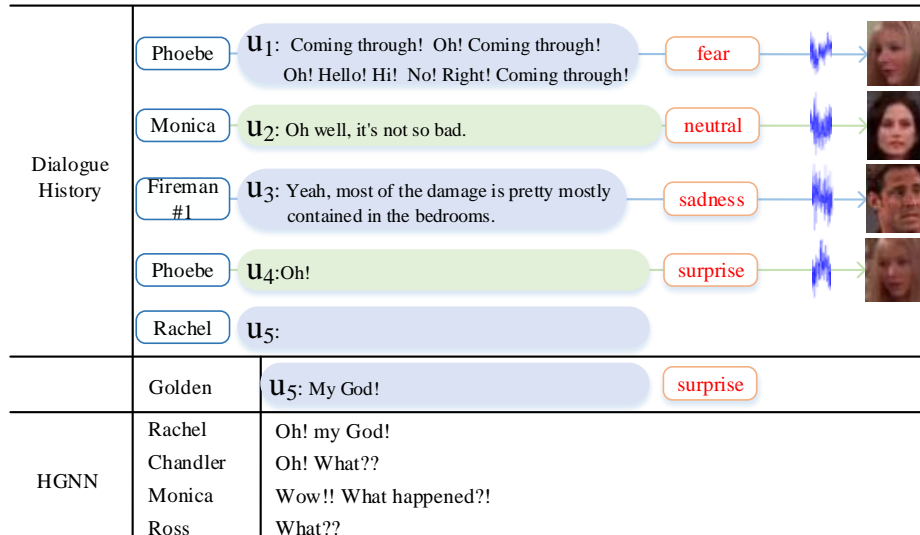 Dialogue History
Phoebe
u1: Coming through! Oh! Coming through!
Oh! Hello! Hi! No! Right! Coming through!
fear
Monica
u2: Oh well, it's not so bad.
neutral
Fireman #1
u3: Yeah, most of the damage is pretty mostly
contained in the bedrooms.
sadness
Phoebe
u4:Oh!
surprise
Rachel
u5:
Golden
u5: My God!
surprise
HGNN
Rachel
Oh! my God!
Chandler
Oh! What??
Monica
Wow!! What happened?!
Ross
What??